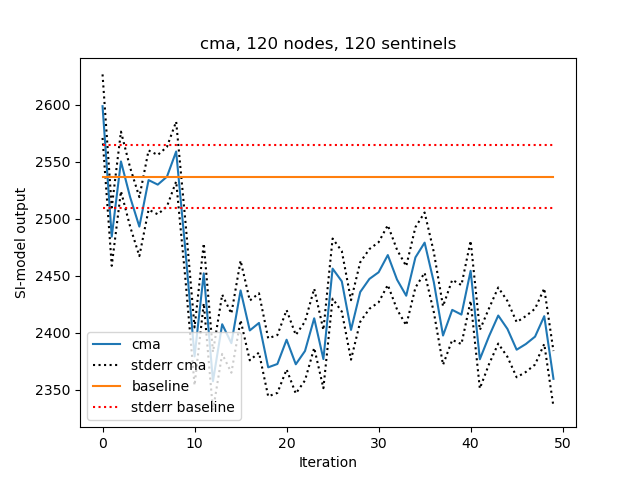 cma, 120 nodes, 120 sentinels
SI-model output
2600
2550
2500
2450
2400
2350
cma
stderr cma
baseline
stderr baseline
0 10 20 30 40 50
Iteration